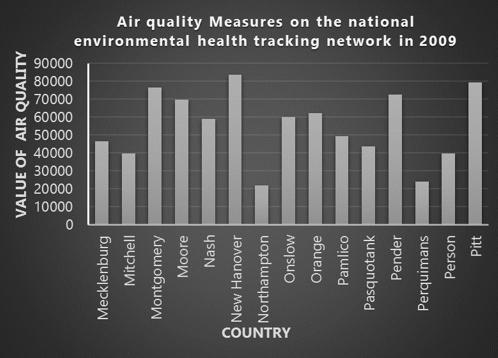 Air quality Measures on the national
environmental health tracking network in 2009
VALUE OF AIR QUALITY
90000
80000
70000
60000
50000
40000
30000
20000
10000
0
Mecklenburg
Mitchell
Montgomery
Moore
Nash
New Hanover
Northampton
Onslow
Orange
Pamlico
Pasquotank
Pender
Perquimans
Person
Pitt
COUNTRY